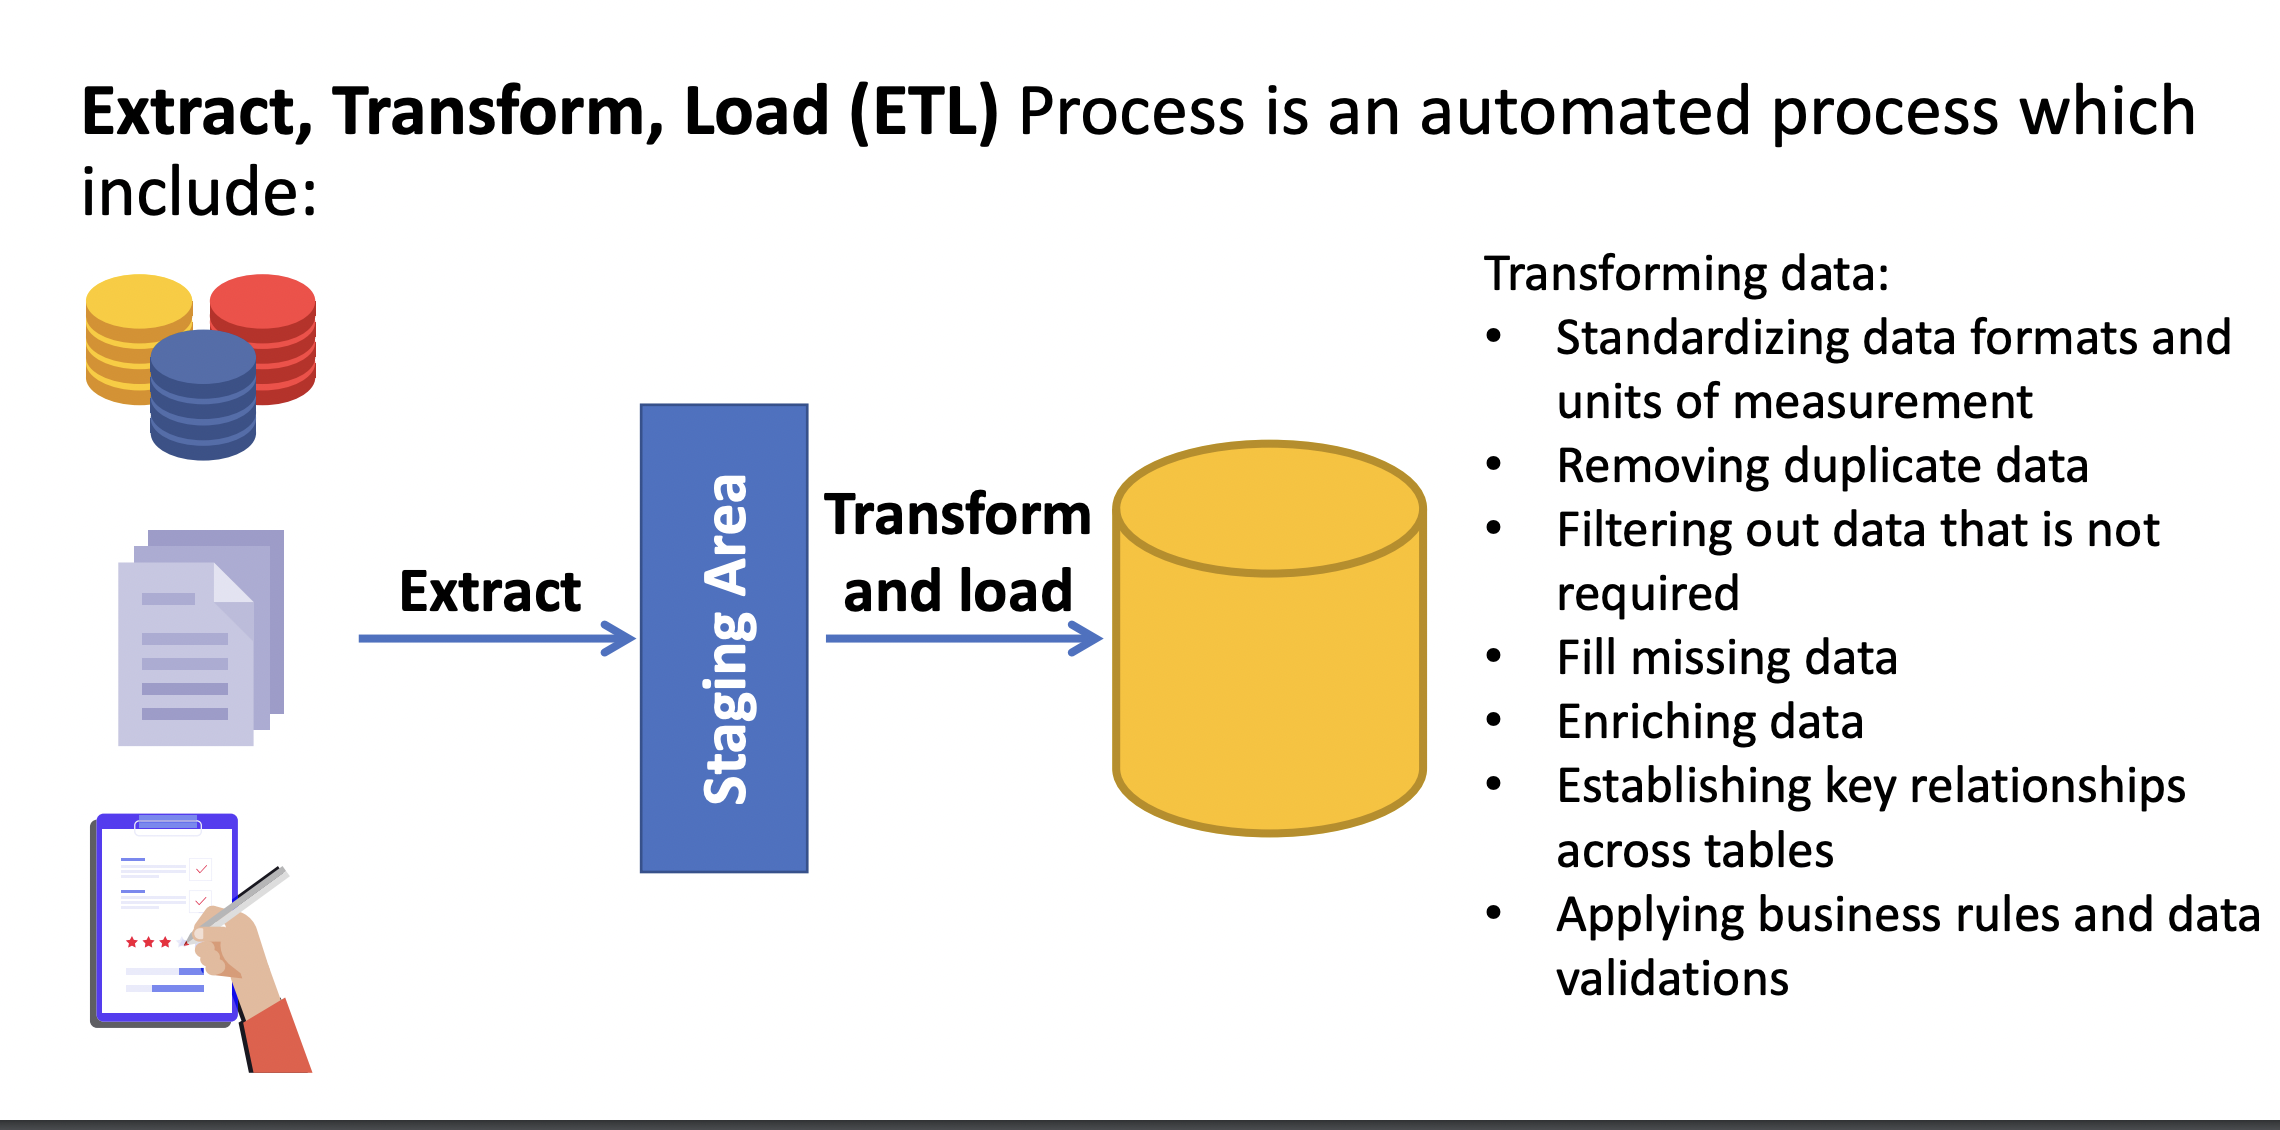 Extract, Transform, Load (ETL) Process is an automated process which
include:
Extract
Staging Area
Transform
and load
Transforming data:
• Standardizing data formats and
units of measurement
• Removing duplicate data
• Filtering out data that is not
required
• Fill missing data
• Enriching data
• Establishing key relationships
across tables
• Applying business rules and data
validations